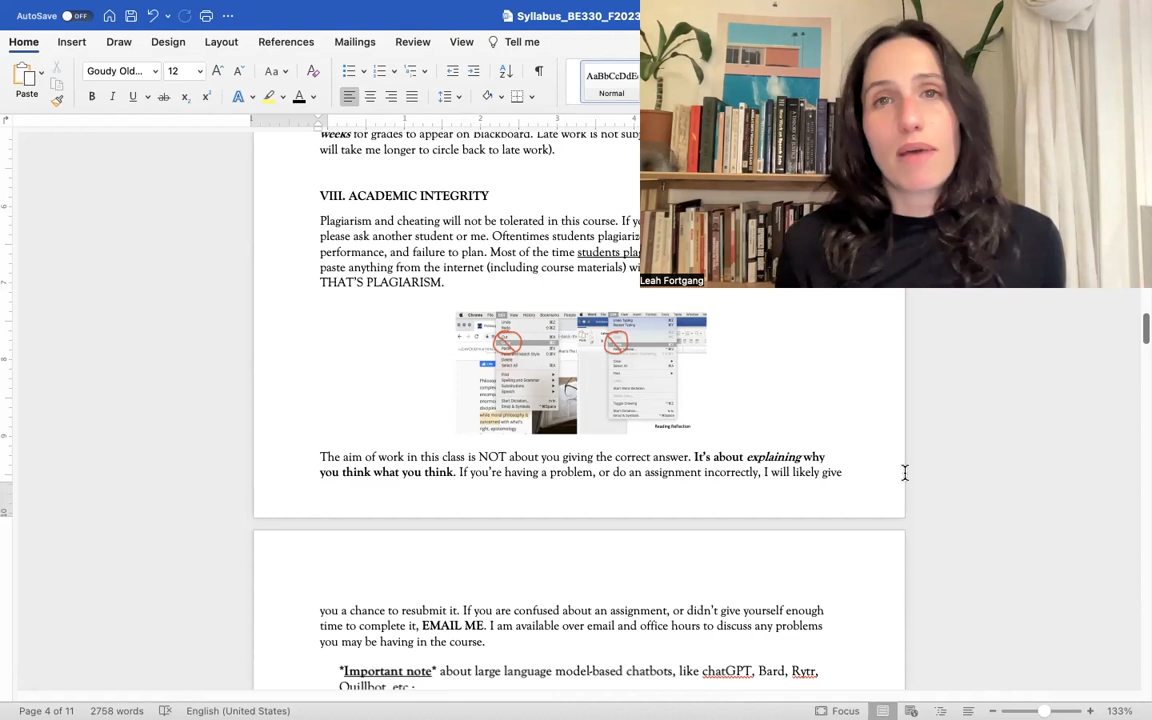 AutoSave OFF
Syllabus_BE330_F2023
Home Insert Draw Design Layout References Mailings Review View Tell me
Paste
Goudy Old... 12
AaBbCcDdE
Normal
weeks for grades to appear on blackboard. Late work is not sub
will take me longer to circle back to late work).
VIII. ACADEMIC INTEGRITY
Plagiarism and cheating will not be tolerated in this course. If yo
please ask another student or me. Oftentimes students plagiarize
performance, and failure to plan. Most of the time students plag
paste anything from the internet (including course materials) wi
THAT'S PLAGIARISM.
Leah Fortgang
Reading Reflection
The aim of work in this class is NOT about you giving the correct answer. It's about explaining why
you think what you think. If you're having a problem, or do an assignment incorrectly, I will likely give
you a chance to resubmit it. If you are confused about an assignment, or didn't give yourself enough
time to complete it, EMAIL ME. I am available over email and office hours to discuss any problems
you may be having in the course.
*Important note* about large language model-based chatbots, like chatGPT, Bard, Rytr,
Quillbot, etc.:
Page 4 of 11 2758 words English (United States) Focus 133%